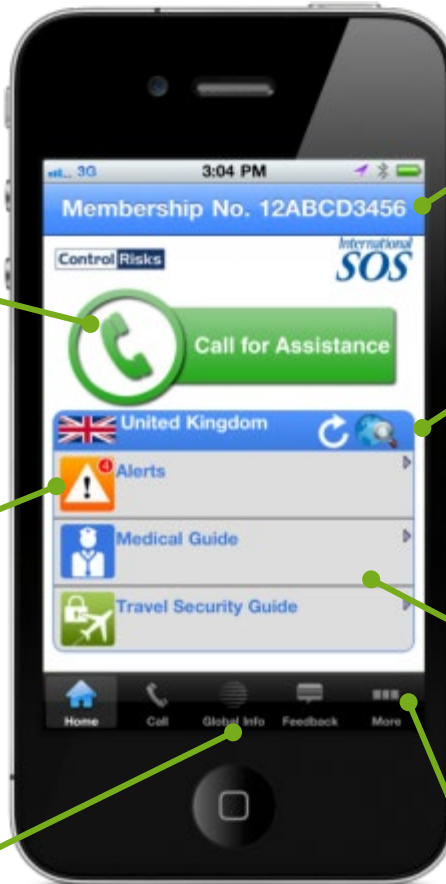 3G 3:04 PM
Membership No. 12ABCD3456
Control Risks
International
SOS
Call for Assistance
United Kingdom
4
Alerts
Medical Guide
Travel Security Guide
Home Call Global Info Feedback More